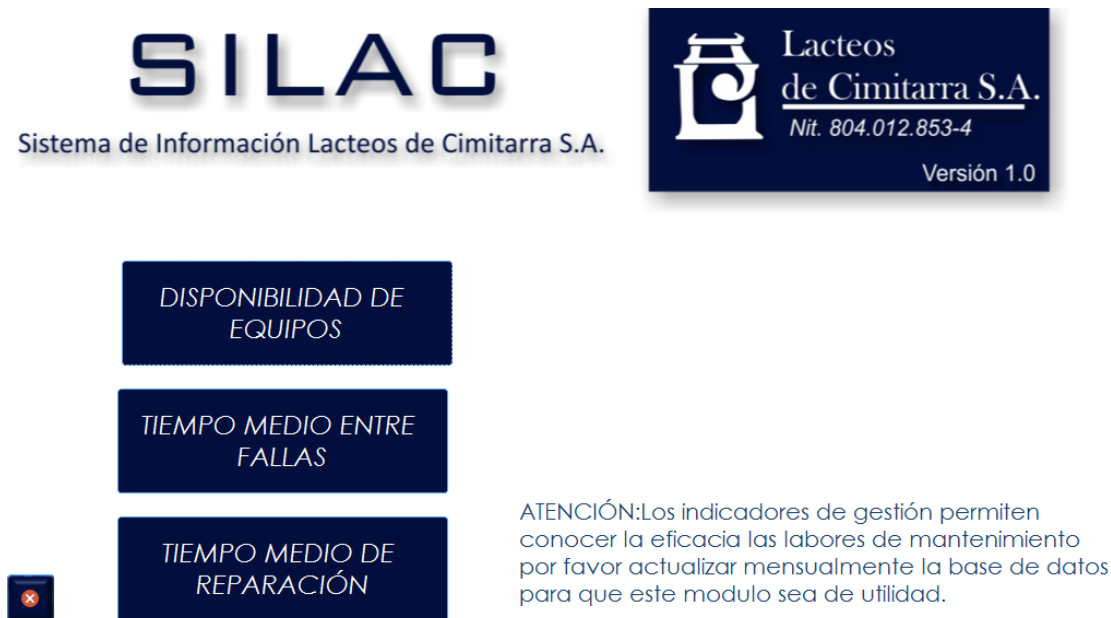 SILAC
Sistema de Información Lacteos de Cimitarra S.A.
Lacteos
de Cimitarra S.A.
Nit. 804.012.853-4
Versión 1.0
DISPONIBILIDAD DE
EQUIPOS
TIEMPO MEDIO ENTRE
FALLAS
TIEMPO MEDIO DE
REPARACIÓN
ATENCIÓN:Los indicadores de gestión permiten
conocer la eficacia las labores de mantenimiento
por favor actualizar mensualmente la base de datos
para que este modulo sea de utilidad.